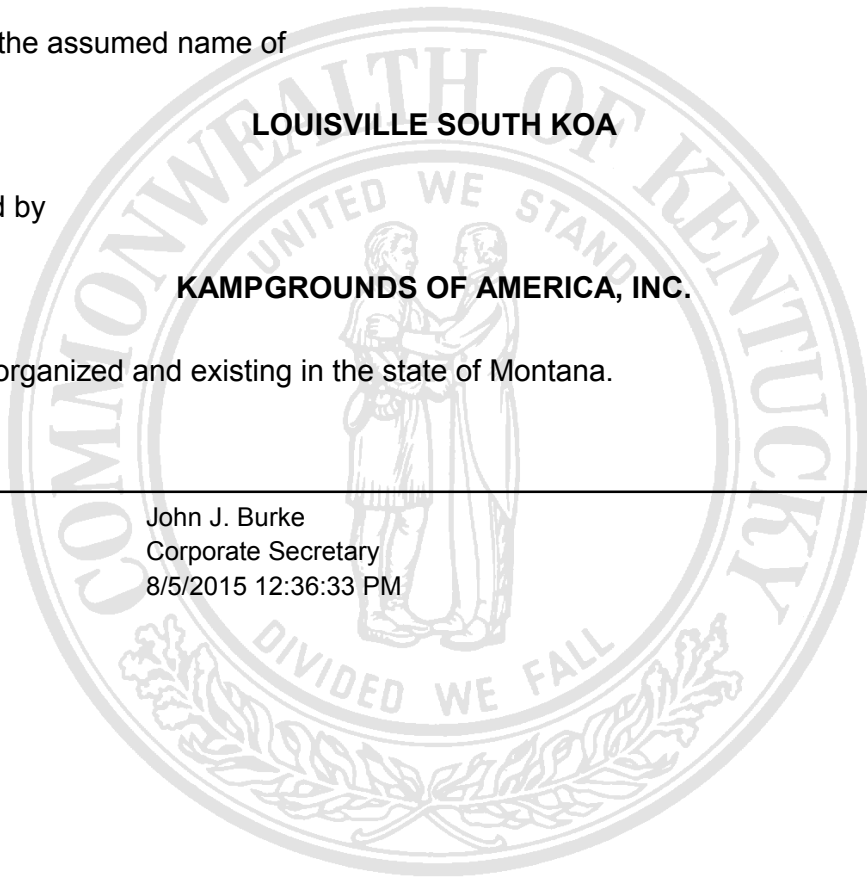 the assumed name of
LOUISVILLE SOUTH KOA
d by
KAMPGROUNDS OF AMERICA, INC.
organized and existing in the state of Montana.
John J. Burke
Corporate Secretary
8/5/2015 12:36:33 PM
COMMONWEALTH OF KENTUCKY
UNITED WE STAND
DIVIDED WE FALL